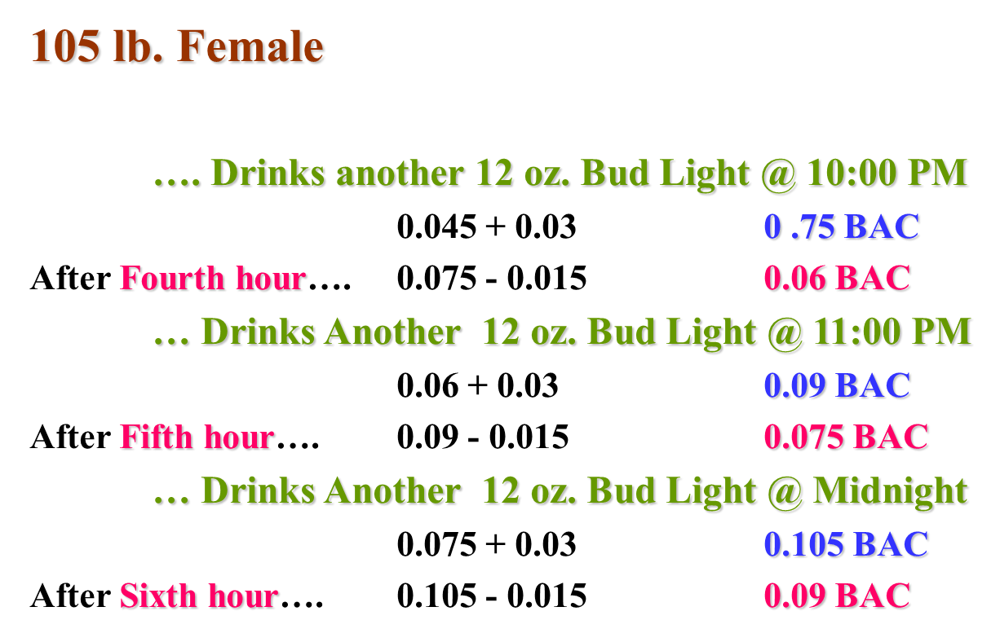 105 lb. Female
…. Drinks another 12 oz. Bud Light @ 10:00 PM
0.045 + 0.03 0 .75 BAC
After Fourth hour…. 0.075 - 0.015 0.06 BAC
… Drinks Another 12 oz. Bud Light @ 11:00 PM
0.06 + 0.03 0.09 BAC
After Fifth hour…. 0.09 - 0.015 0.075 BAC
… Drinks Another 12 oz. Bud Light @ Midnight
0.075 + 0.03 0.105 BAC
After Sixth hour…. 0.105 - 0.015 0.09 BAC